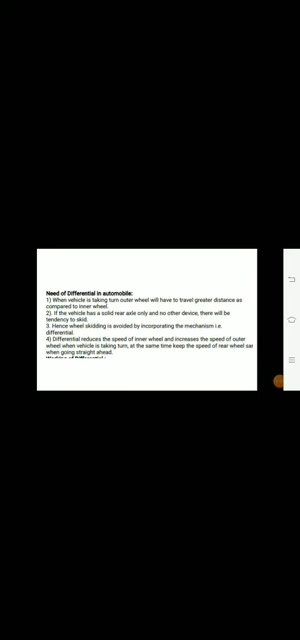 Need of Differential in automobile:
1) When vehicle is taking turn outer wheel will have to travel greater distance as
compared to inner wheel.
2). If the vehicle has a solid rear axle only and no other device, there will be
tendency to skid.
3. Hence wheel skidding is avoided by incorporating the mechanism i.e.
differential.
4) Differential reduces the speed of inner wheel and increases the speed of outer
wheel when vehicle is taking turn, at the same time keep the speed of rear wheel sar
when going straight ahead.
Working of Differential :